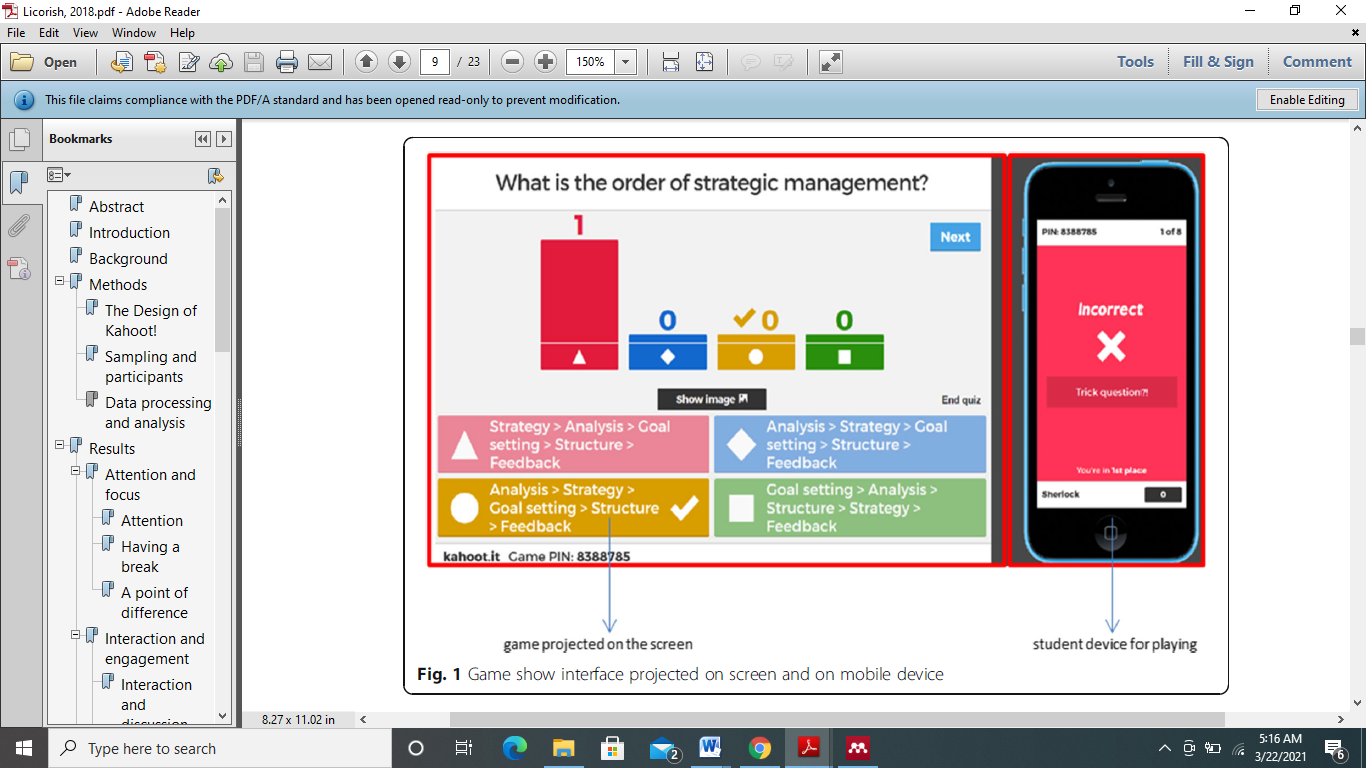 Licorish, 2018.pdf - Adobe Reader
File Edit View Window Help
Open 9 / 23 150% Tools Fill & Sign Comment
This file claims compliance with the PDF/A standard and has been opened read-only to prevent modification. Enable Editing
Bookmarks
Abstract
Introduction
Background
Methods
The Design of
Kahoot!
Sampling and
participants
Data processing
and analysis
Results
Attention and
focus
Attention
Having a
break
A point of
difference
Interaction and
engagement
Interaction
and
discussion
What is the order of strategic management?
1
Next
0
0
0
Show image
End quiz
Strategy > Analysis > Goal
setting > Structure >
Feedback
Analysis > Strategy > Goal
setting > Structure >
Feedback
Analysis > Strategy >
Goal setting > Structure
> Feedback
Goal setting > Analysis >
Structure > Strategy >
Feedback
kahoot.it Game PIN: 8388785
PIN: 8388785 1 of 8
Incorrect
Trick question?!
You're in 1st place
Sherlock 0
game projected on the screen
student device for playing
Fig. 1 Game show interface projected on screen and on mobile device
8.27 x 11.02 in
Type here to search
2
5:16 AM
3/22/2021
6